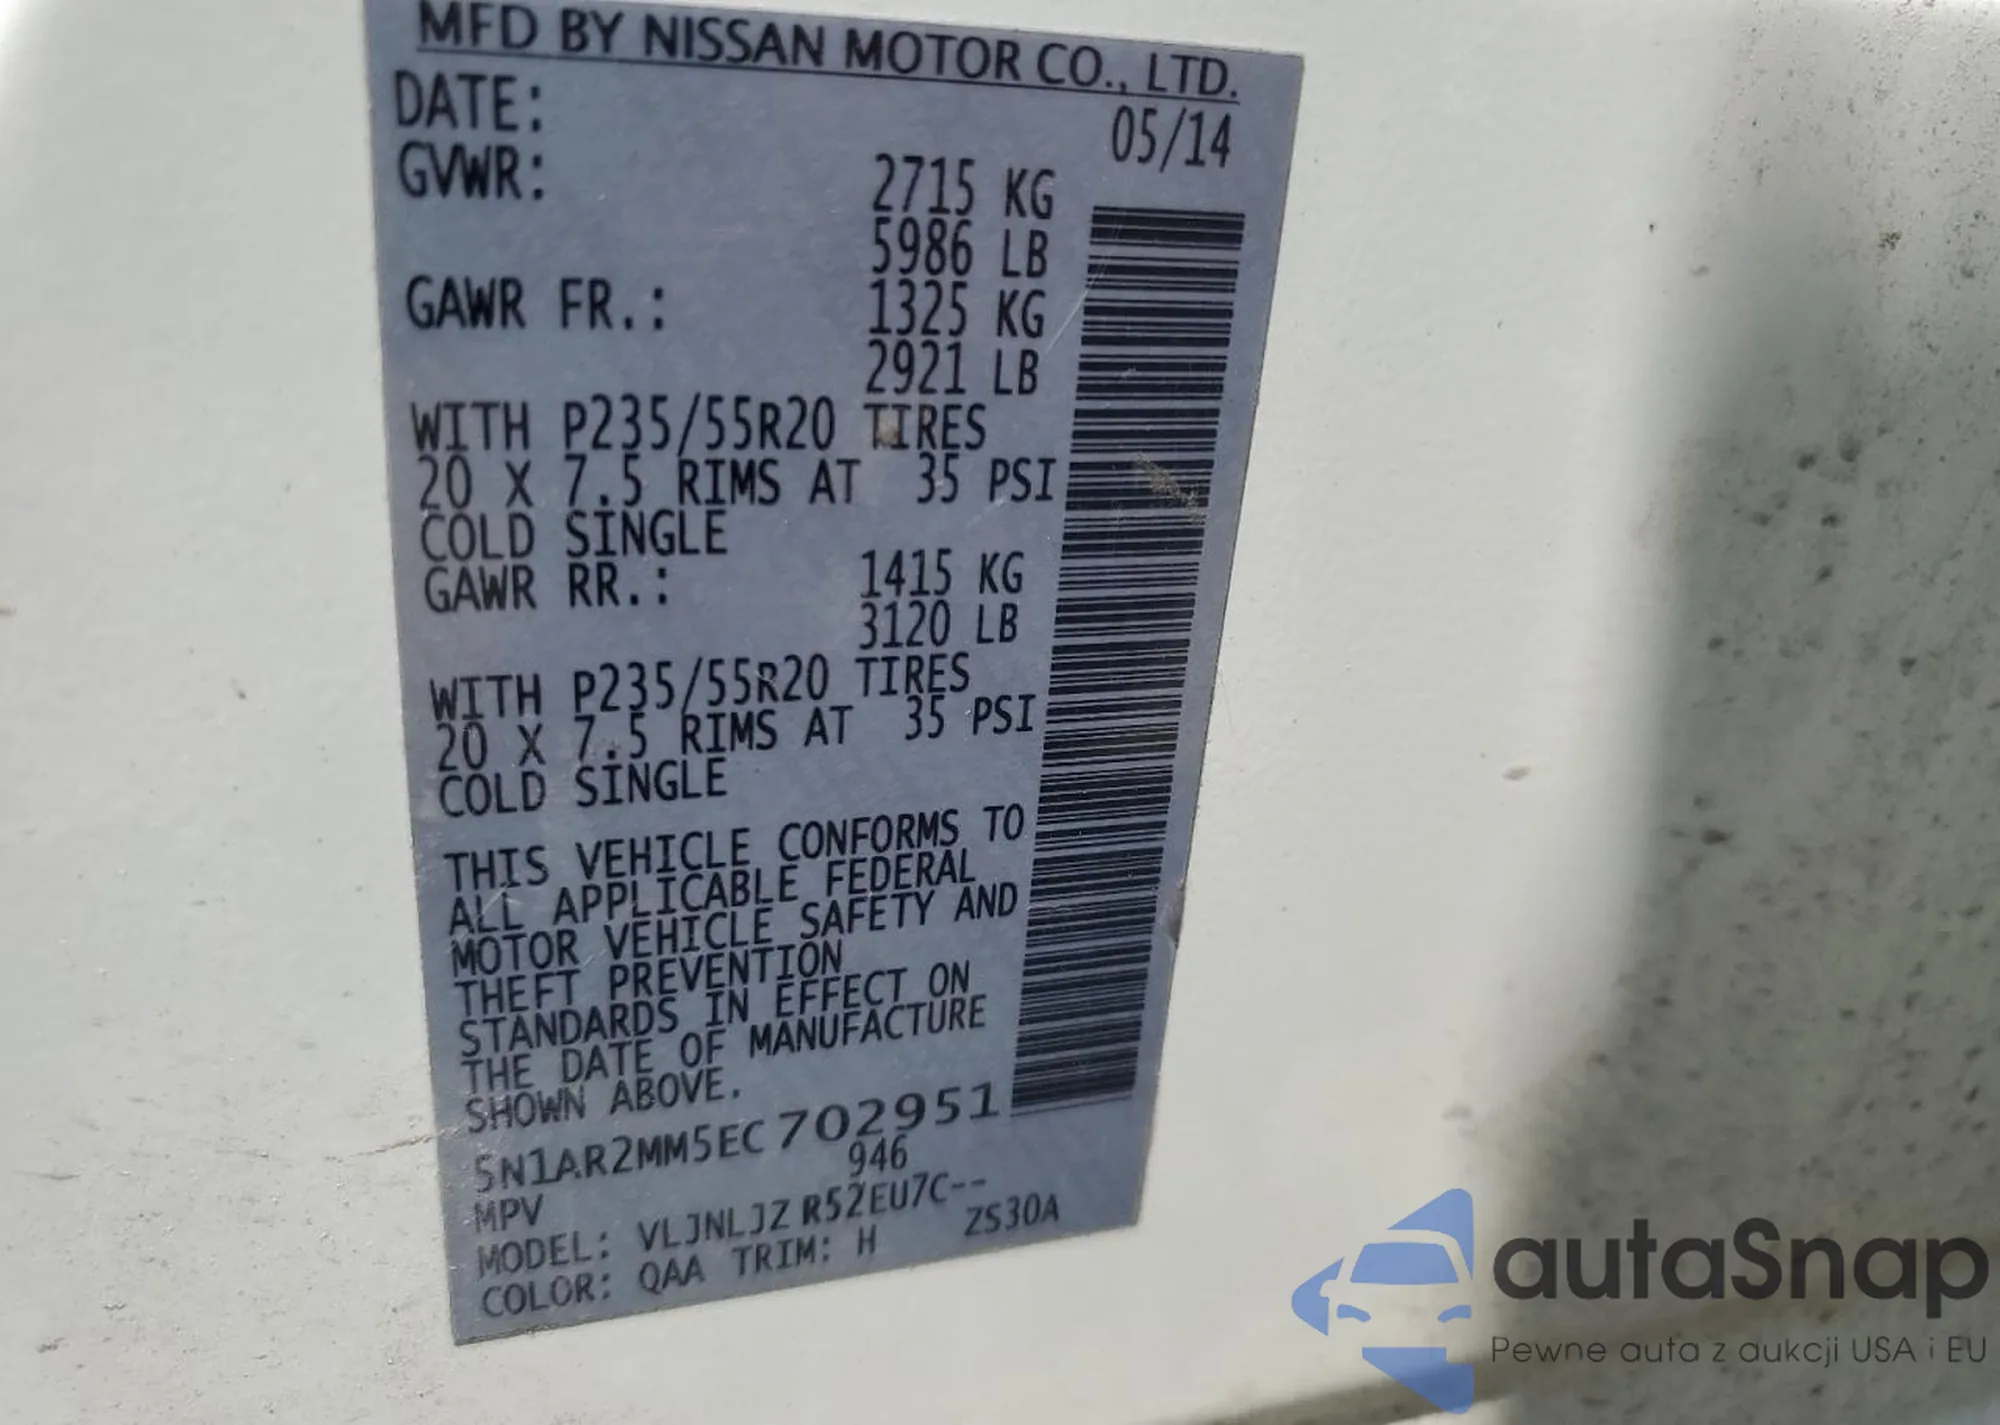 MFD BY NISSAN MOTOR CO., LTD.
DATE: 05/14
GVWR: 2715 KG
5986 LB
GAWR FR.: 1325 KG
2921 LB
WITH P235/55R20 TIRES
20 X 7.5 RIMS AT 35 PSI
COLD SINGLE
GAWR RR.: 1415 KG
3120 LB
WITH P235/55R20 TIRES
20 X 7.5 RIMS AT 35 PSI
COLD SINGLE
THIS VEHICLE CONFORMS TO
ALL APPLICABLE FEDERAL
MOTOR VEHICLE SAFETY AND
THEFT PREVENTION
STANDARDS IN EFFECT ON
THE DATE OF MANUFACTURE
SHOWN ABOVE.
5N1AR2MM5EC702951
MPV 946
MODEL: VLJNLJZ R52EU7C--
COLOR: QAA TRIM: H ZS30A
autaSnap
Pewne auta z aukcji USA i EU